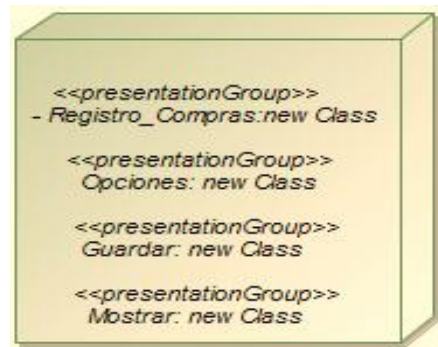 <<presentationGroup>>
- Registro_Compras:new Class
<<presentationGroup>>
Opciones: new Class
<<presentationGroup>>
Guardar: new Class
<<presentationGroup>>
Mostrar: new Class